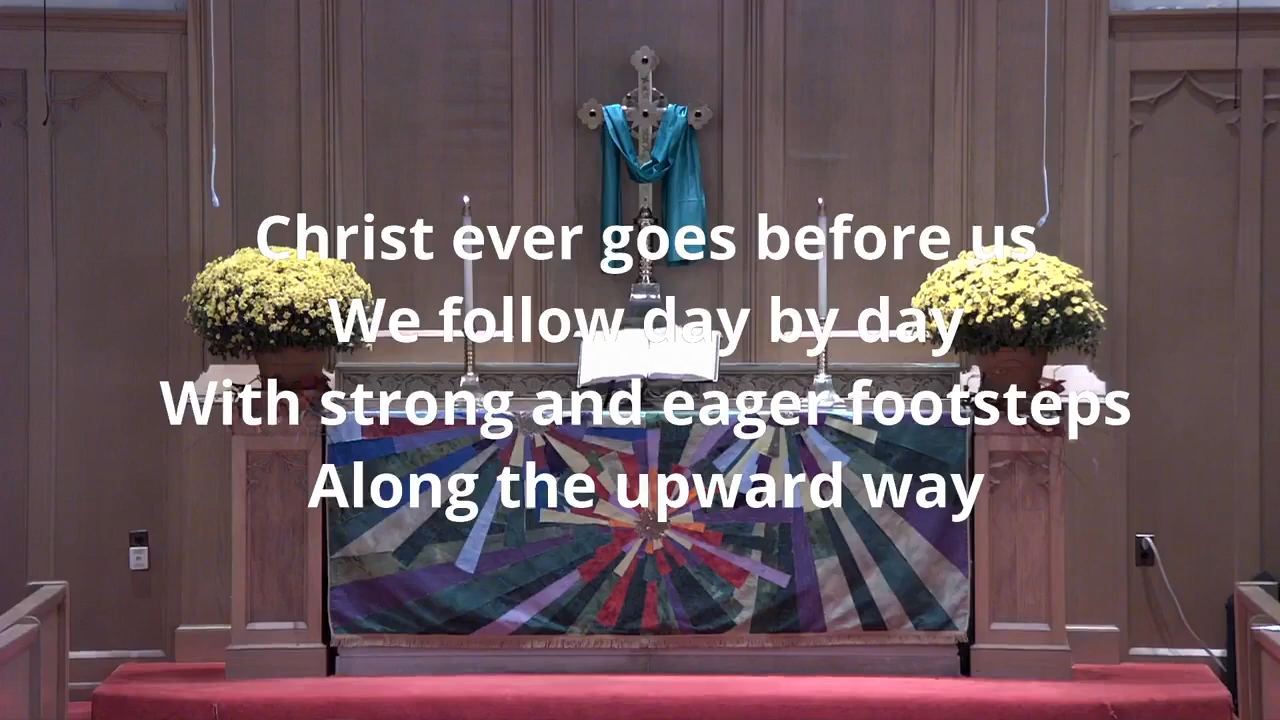 Christ ever goes before us
We follow day by day
With strong and eager footsteps
Along the upward way